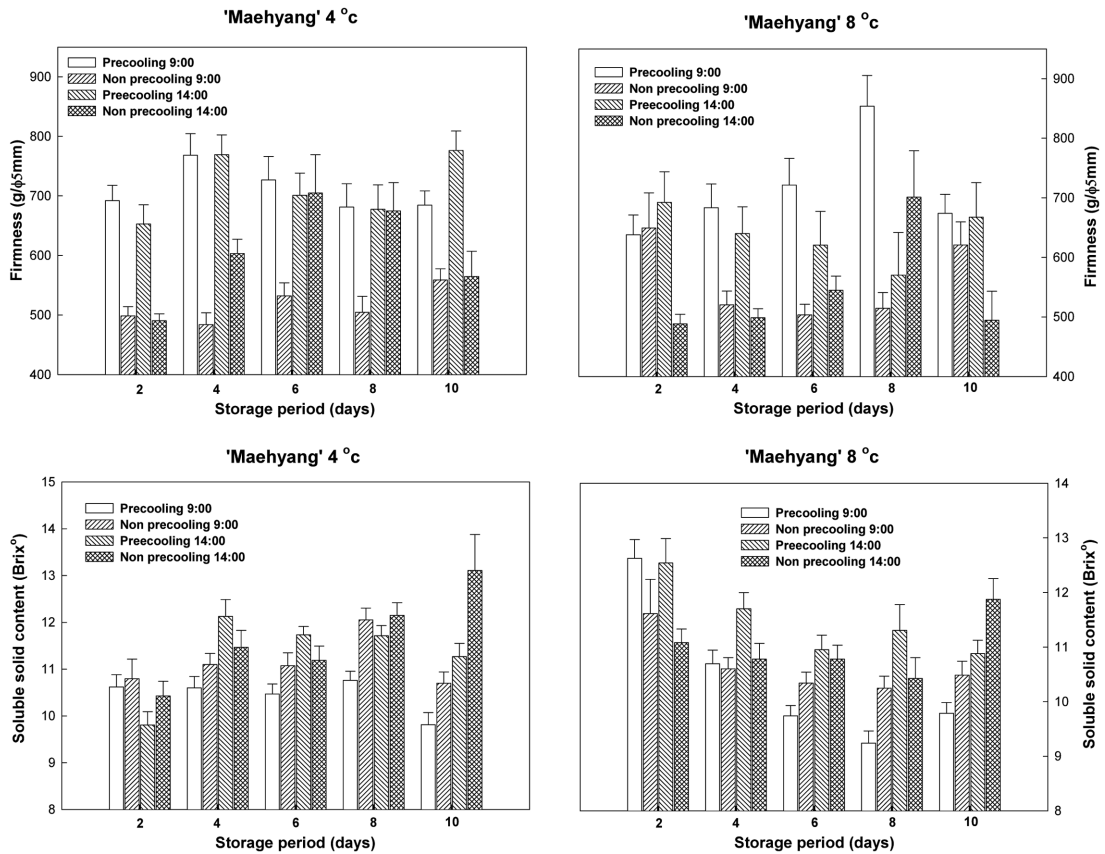 'Maehyang' 4 °c
Precooling 9:00
Non precooling 9:00
Preecooling 14:00
Non precooling 14:00
900
800
700
600
500
400
Firmness (g/ϕ5mm)
2 4 6 8 10
Storage period (days)
'Maehyang' 8 °c
Precooling 9:00
Non precooling 9:00
Precooling 14:00
Non precooling 14:00
900
800
700
600
500
400
Firmness (g/ϕ5mm)
2 4 6 8 10
Storage period (days)
'Maehyang' 4 °c
Precooling 9:00
Non precooling 9:00
Preecooling 14:00
Non precooling 14:00
15
14
13
12
11
10
9
8
Soluble solid content (Brix°)
2 4 6 8 10
Storage period (days)
'Maehyang' 8 °c
Precooling 9:00
Non precooling 9:00
Preecooling 14:00
Non precooling 14:00
14
13
12
11
10
9
8
Soluble solid content (Brix°)
2 4 6 8 10
Storage period (days)